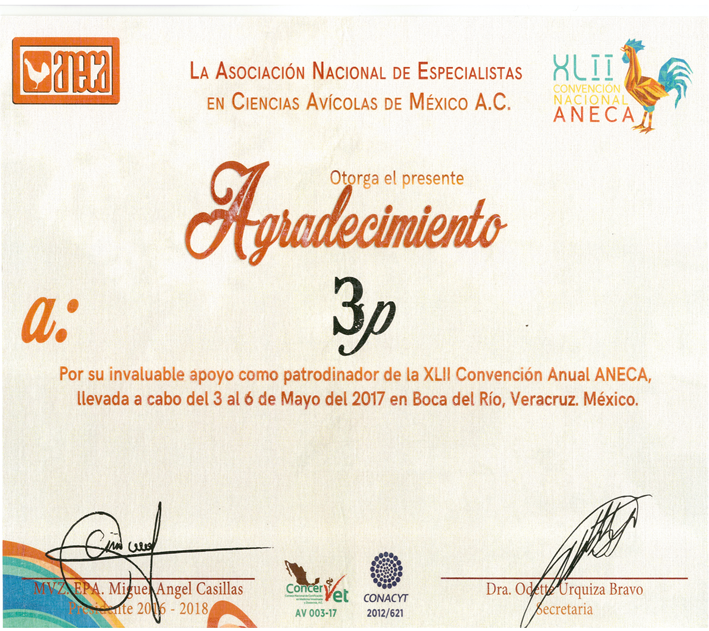 aneca
LA ASOCIACIÓN NACIONAL DE ESPECIALISTAS
EN CIENCIAS AVÍCOLAS DE MÉXICO A.C.
XLII
CONVENCIÓN
NACIONAL
ANECA
Otorga el presente
Agradecimiento
a:
3p
Por su invaluable apoyo como patrodinador de la XLII Convención Anual ANECA,
llevada a cabo del 3 al 6 de Mayo del 2017 en Boca del Río, Veracruz. México.
MVZ. EPA. Miguel Angel Casillas
Presidente 2016 - 2018
ConcerVet
AV 003-17
CONACYT
2012/621
Dra. Odette Urquiza Bravo
Secretaria